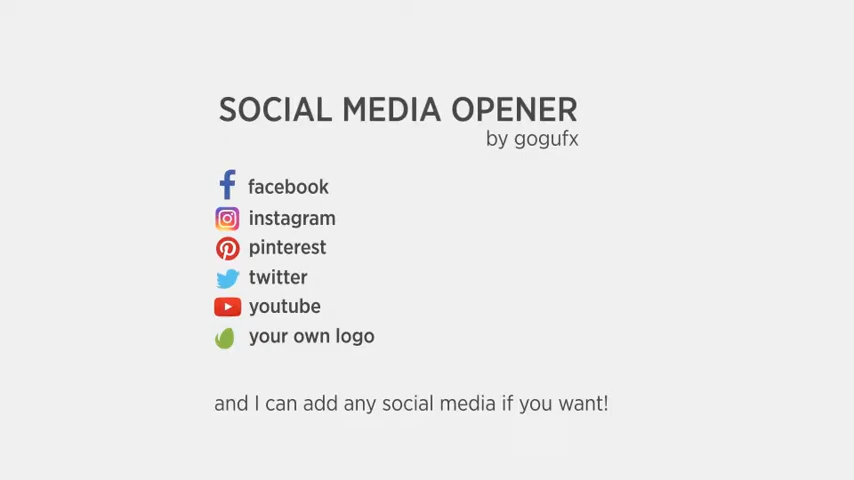 SOCIAL MEDIA OPENER
by gogufx
facebook
instagram
pinterest
twitter
youtube
your own logo
and I can add any social media if you want!